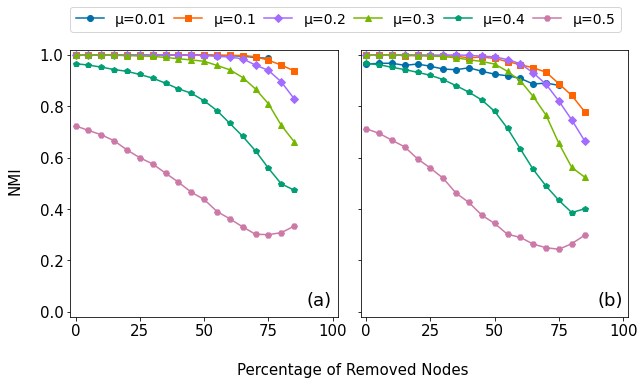 μ=0.01 μ=0.1 μ=0.2 μ=0.3 μ=0.4 μ=0.5
NMI
1.0
0.8
0.6
0.4
0.2
0.0
(a) (b)
0 25 50 75 100 0 25 50 75 100
Percentage of Removed Nodes